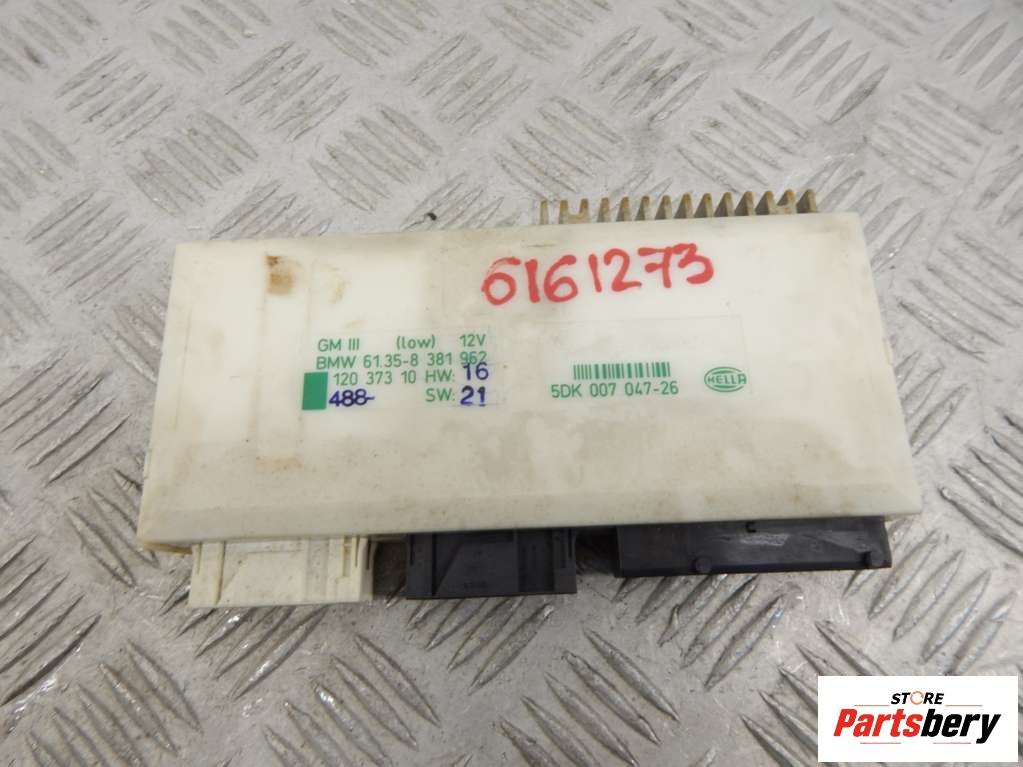 6161273
GM III (low) 12V
BMW 61.35-8 381 962
120 373 10 HW: 16
488- SW: 21
5DK 007 047-26
HELLA
STORE
Partsbery